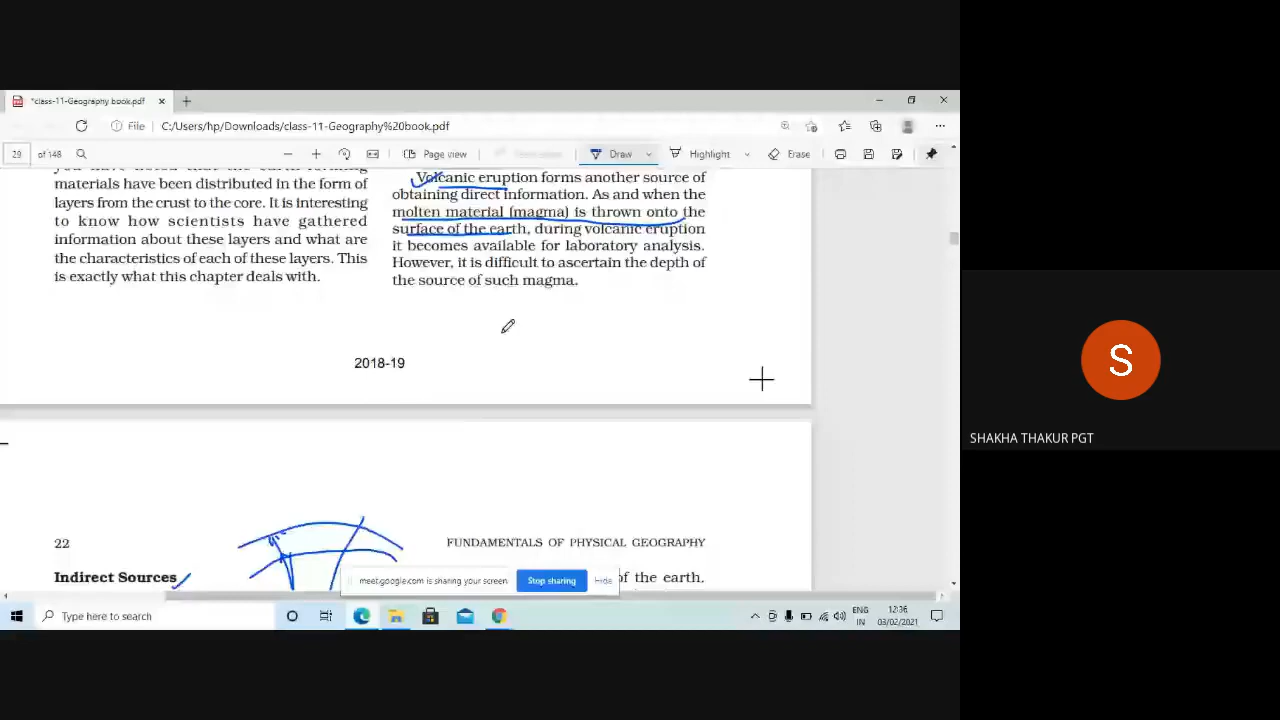 *class-11-Geography book.pdf
File
C:/Users/hp/Downloads/class-11-Geography%20book.pdf
29
of 148
Page view
Draw
Highlight
Erase
you have noted that the earth-forming
materials have been distributed in the form of
layers from the crust to the core. It is interesting
to know how scientists have gathered
information about these layers and what are
the characteristics of each of these layers. This
is exactly what this chapter deals with.
Volcanic eruption forms another source of
obtaining direct information. As and when the
molten material (magma) is thrown onto the
surface of the earth, during volcanic eruption
it becomes available for laboratory analysis.
However, it is difficult to ascertain the depth of
the source of such magma.
2018-19
22
FUNDAMENTALS OF PHYSICAL GEOGRAPHY
Indirect Sources
of the earth.
meet.google.com is sharing your screen
Stop sharing
Hide
Type here to search
ENG
IN
12:36
03/02/2021
S
SHAKHA THAKUR PGT